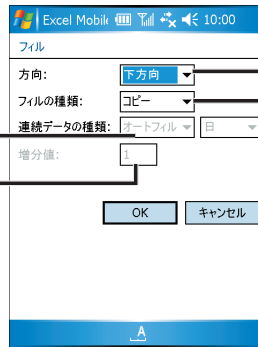 Excel Mobile 10:00
フィル
方向: 下方向
フィルの種類: コピー
連続データの種類: オートフィル 日
増分値: 1
OK キャンセル
A